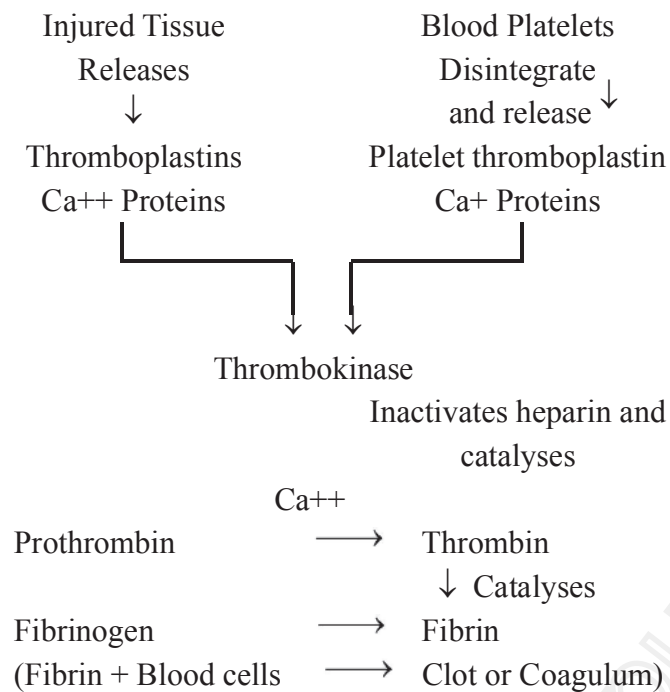 Injured Tissue Blood Platelets
Releases Disintegrate
↓ and release ↓
Thromboplastins Platelet thromboplastin
Ca++ Proteins Ca+ Proteins
↓ ↓
Thrombokinase
Inactivates heparin and
catalyses
Ca++
Prothrombin ⟶ Thrombin
↓ Catalyses
Fibrinogen ⟶ Fibrin
(Fibrin + Blood cells ⟶ Clot or Coagulum)